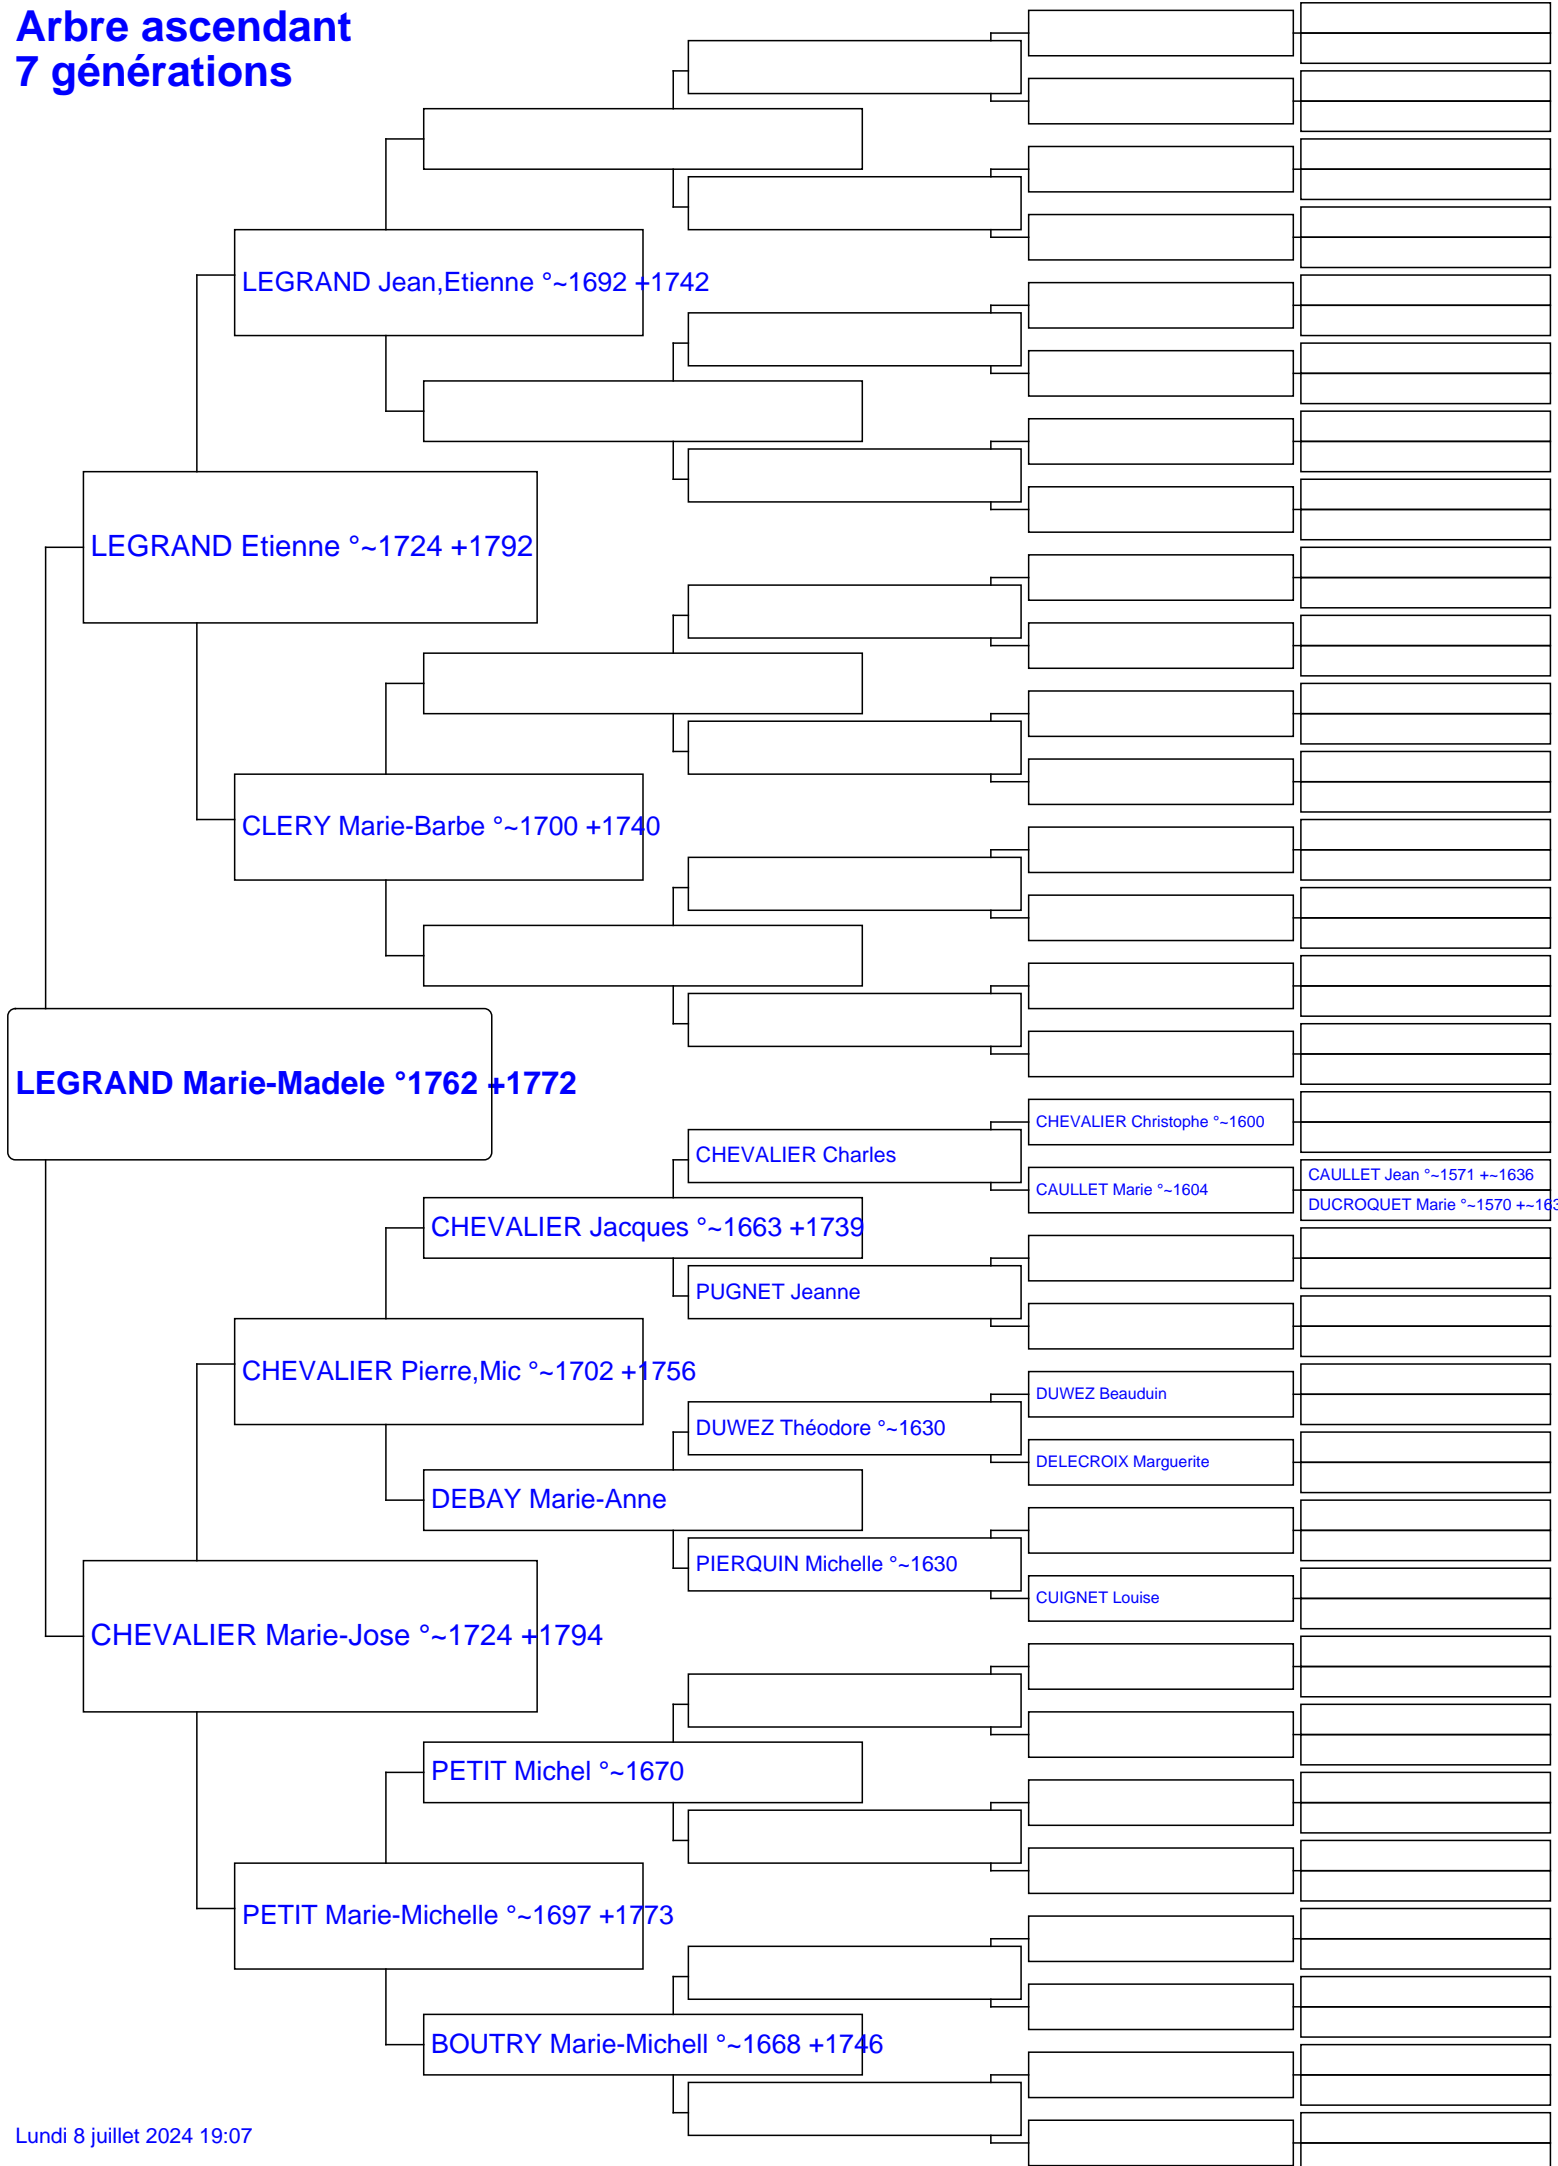 Arbre ascendant
7 générations
LEGRAND Jean,Etienne °~1692 +1742
LEGRAND Etienne °~1724 +1792
CLERY Marie-Barbe °~1700 +1740
LEGRAND Marie-Madele °1762 +1772
CHEVALIER Christophe °~1600
CHEVALIER Charles
CAULLET Jean °~1571 +~1636
CAULLET Marie °~1604
DUCROQUET Marie °~1570 +~163
CHEVALIER Jacques °~1663 +1739
PUGNET Jeanne
CHEVALIER Pierre,Mic °~1702 +1756
DUWEZ Beauduin
DUWEZ Théodore °~1630
DELECROIX Marguerite
DEBAY Marie-Anne
PIERQUIN Michelle °~1630
CUIGNET Louise
CHEVALIER Marie-Jose °~1724 +1794
PETIT Michel °~1670
PETIT Marie-Michelle °~1697 +1773
BOUTRY Marie-Michell °~1668 +1746
Lundi 8 juillet 2024 19:07